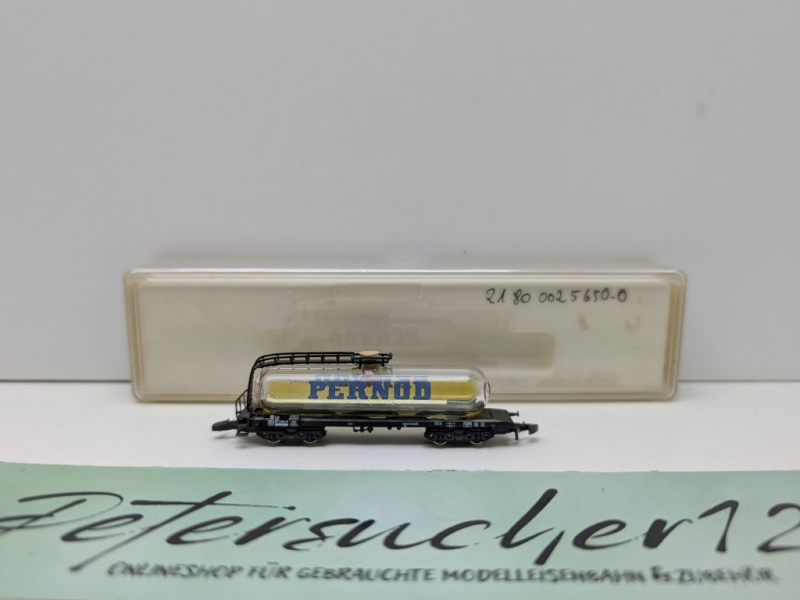 21 80 002 5 650-0
PERNOD
Petersucher12
ONLINESHOP FÜR GEBRAUCHTE MODELLEISENBAHN & ZUBEHÖR